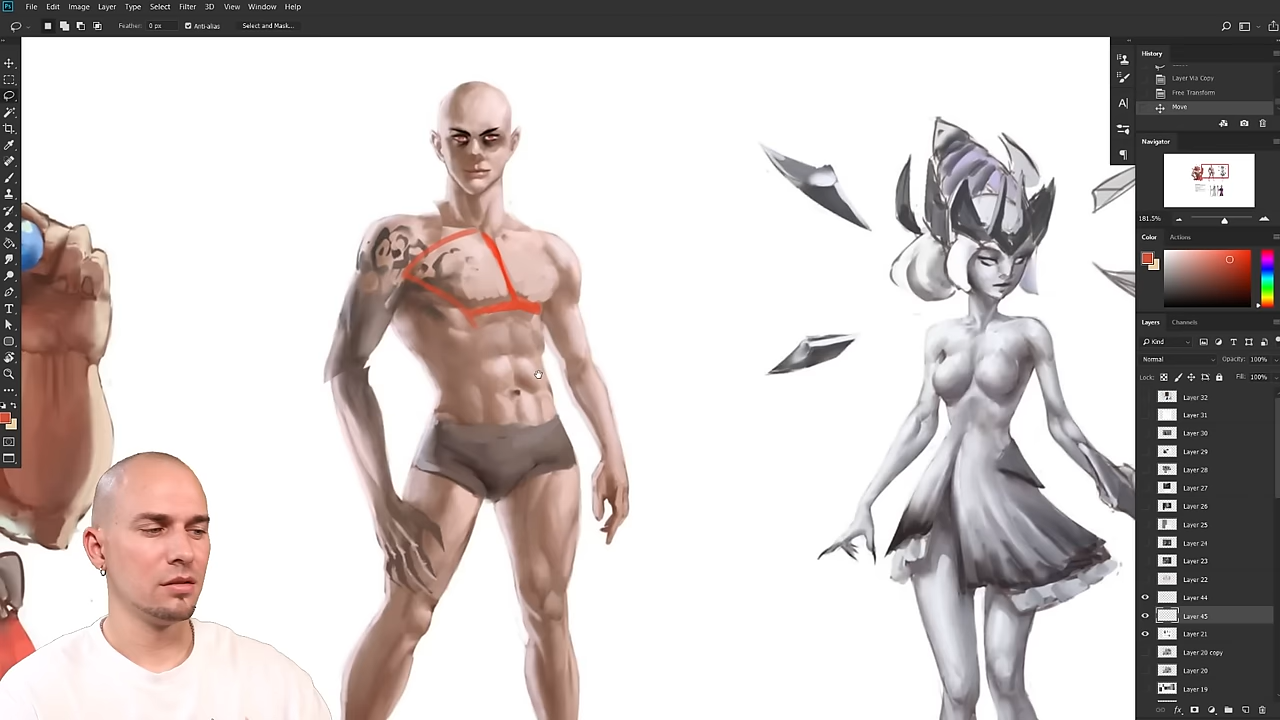 Ps File Edit Image Layer Type Select Filter 3D View Window Help
Feather: 0 px Anti-alias Select and Mask...
History
Layer Via Copy
Free Transform
Move
Navigator
181.5%
Color Actions
Layers Channels
Kind
Normal Opacity: 100%
Lock: Fill: 100%
Layer 32
Layer 31
Layer 30
Layer 29
Layer 28
Layer 27
Layer 26
Layer 25
Layer 24
Layer 23
Layer 22
Layer 44
Layer 45
Layer 21
Layer 20 copy
Layer 20
Layer 19